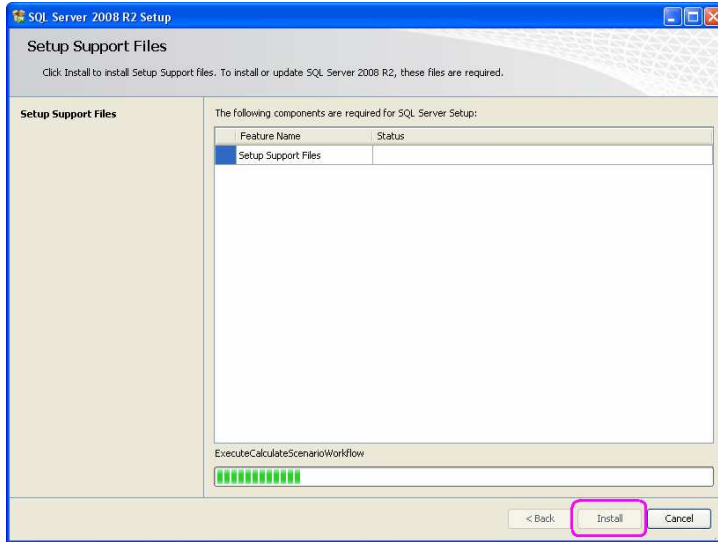 SQL Server 2008 R2 Setup
Setup Support Files
Click Install to install Setup Support files. To install or update SQL Server 2008 R2, these files are required.
Setup Support Files
The following components are required for SQL Server Setup:
Feature Name Status
Setup Support Files
ExecuteCalculateScenarioWorkflow
< Back Install Cancel